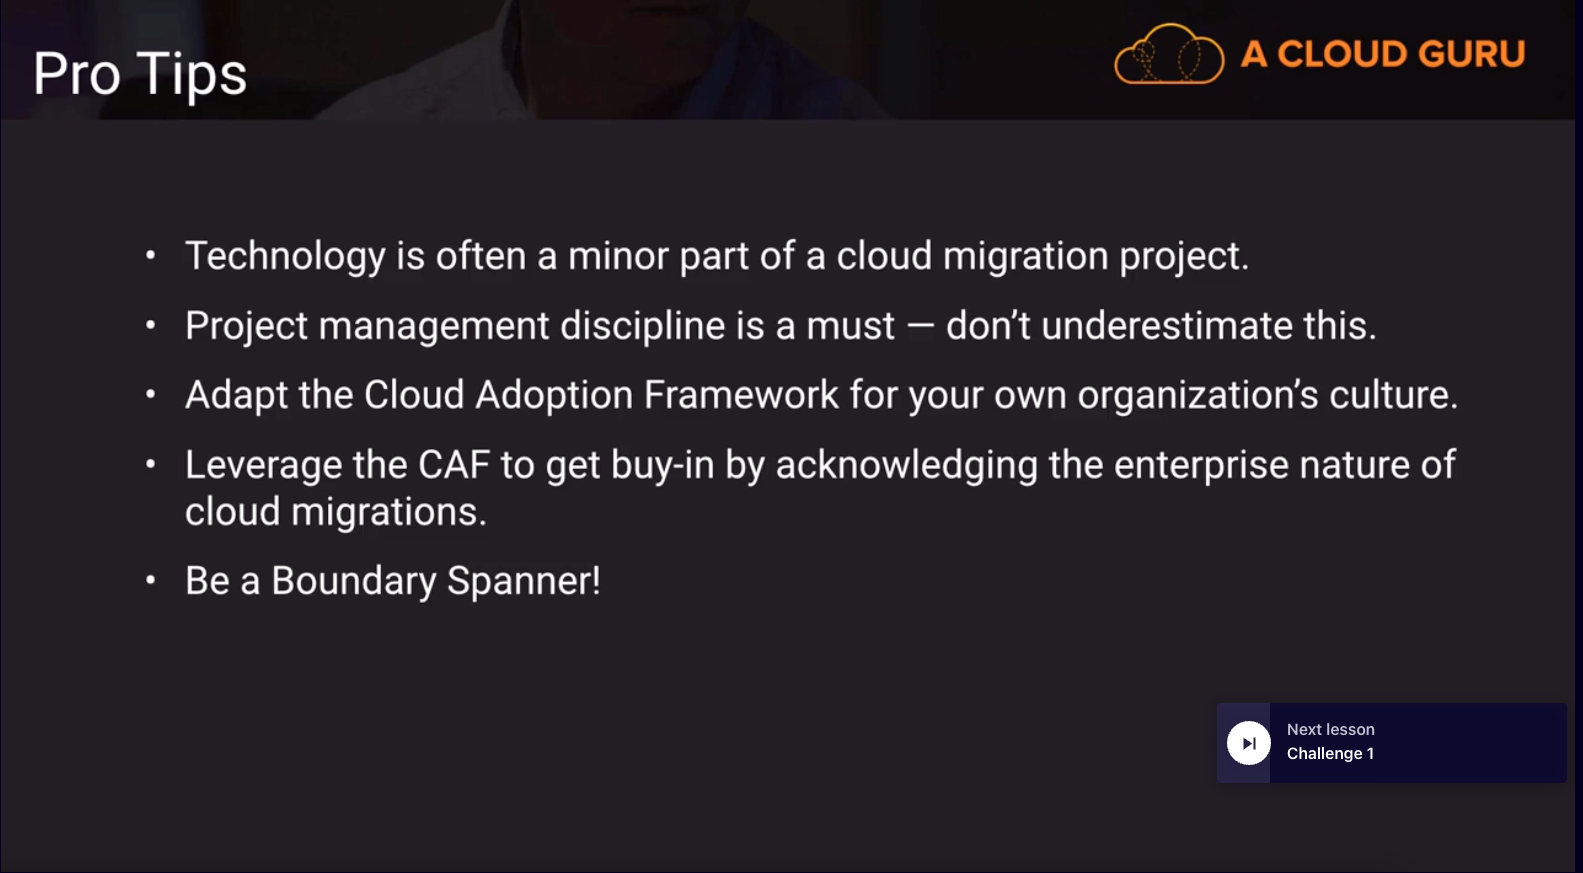 Pro Tips
A CLOUD GURU
• Technology is often a minor part of a cloud migration project.
• Project management discipline is a must — don’t underestimate this.
• Adapt the Cloud Adoption Framework for your own organization’s culture.
• Leverage the CAF to get buy-in by acknowledging the enterprise nature of
cloud migrations.
• Be a Boundary Spanner!
Next lesson
Challenge 1